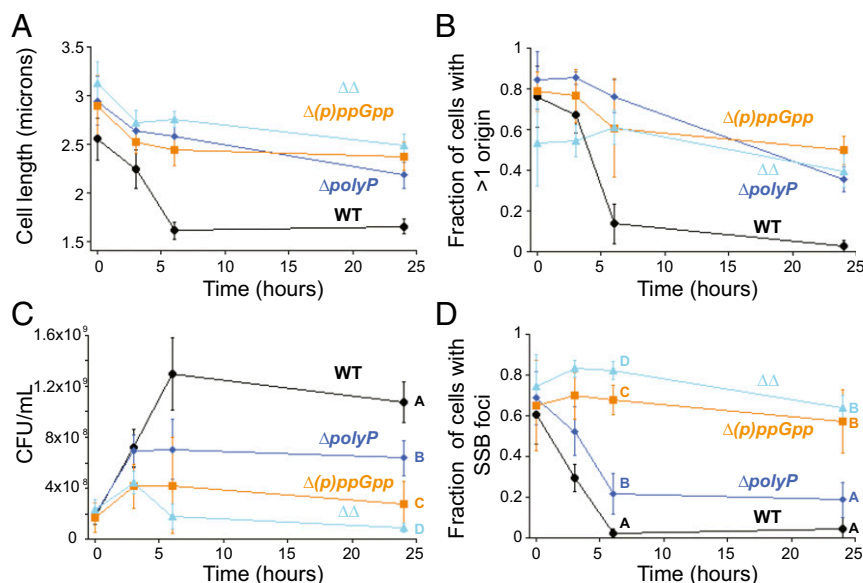 A
Cell length (microns)
3.5
3
2.5
2
1.5
0
5
10
15
20
25
Time (hours)
ΔΔ
Δ(p)ppGpp
ΔpolyP
WT
B
Fraction of cells with
>1 origin
1
0.8
0.6
0.4
0.2
0
0
5
10
15
20
25
Time (hours)
Δ(p)ppGpp
ΔΔ
ΔpolyP
WT
C
CFU/mL
1.6x10⁹
1.2x10⁹
8x10⁸
4x10⁸
0
0
5
10
15
20
25
Time (hours)
WT
A
ΔpolyP
B
Δ(p)ppGpp
C
ΔΔ
D
D
Fraction of cells with
SSB foci
1
0.8
0.6
0.4
0.2
0
0
5
10
15
20
25
Time (hours)
D
ΔΔ
B
C
Δ(p)ppGpp
B
B
ΔpolyP
A
A
WT
A